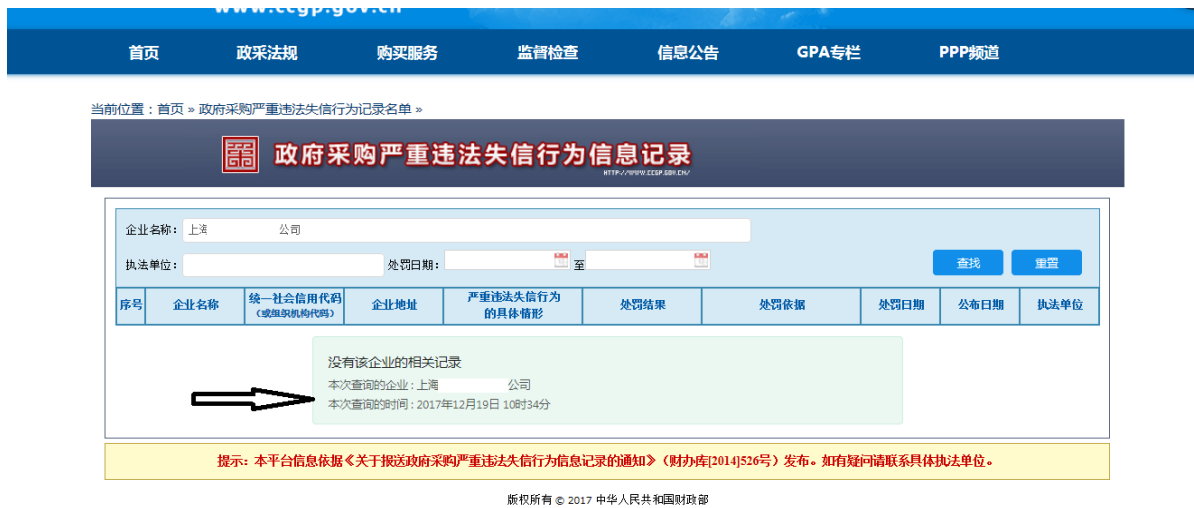 www.ccgp.gov.cn
首页 政采法规 购买服务 监督检查 信息公告 GPA专栏 PPP频道
当前位置：首页 » 政府采购严重违法失信行为记录名单 »
政府采购严重违法失信行为信息记录
HTTP://WWW.CCGP.GOV.CN/
企业名称： 上海 公司
执法单位： 处罚日期： 至 查找 重置
序号 企业名称 统一社会信用代码 企业地址 严重违法失信行为 处罚结果 处罚依据 处罚日期 公布日期 执法单位
（或组织机构代码） 的具体情形
没有该企业的相关记录
本次查询的企业：上海 公司
本次查询的时间：2017年12月19日 10时34分
提示：本平台信息依据《关于报送政府采购严重违法失信行为信息记录的通知》（财办库[2014]526号）发布。如有疑问请联系具体执法单位。
版权所有 © 2017 中华人民共和国财政部